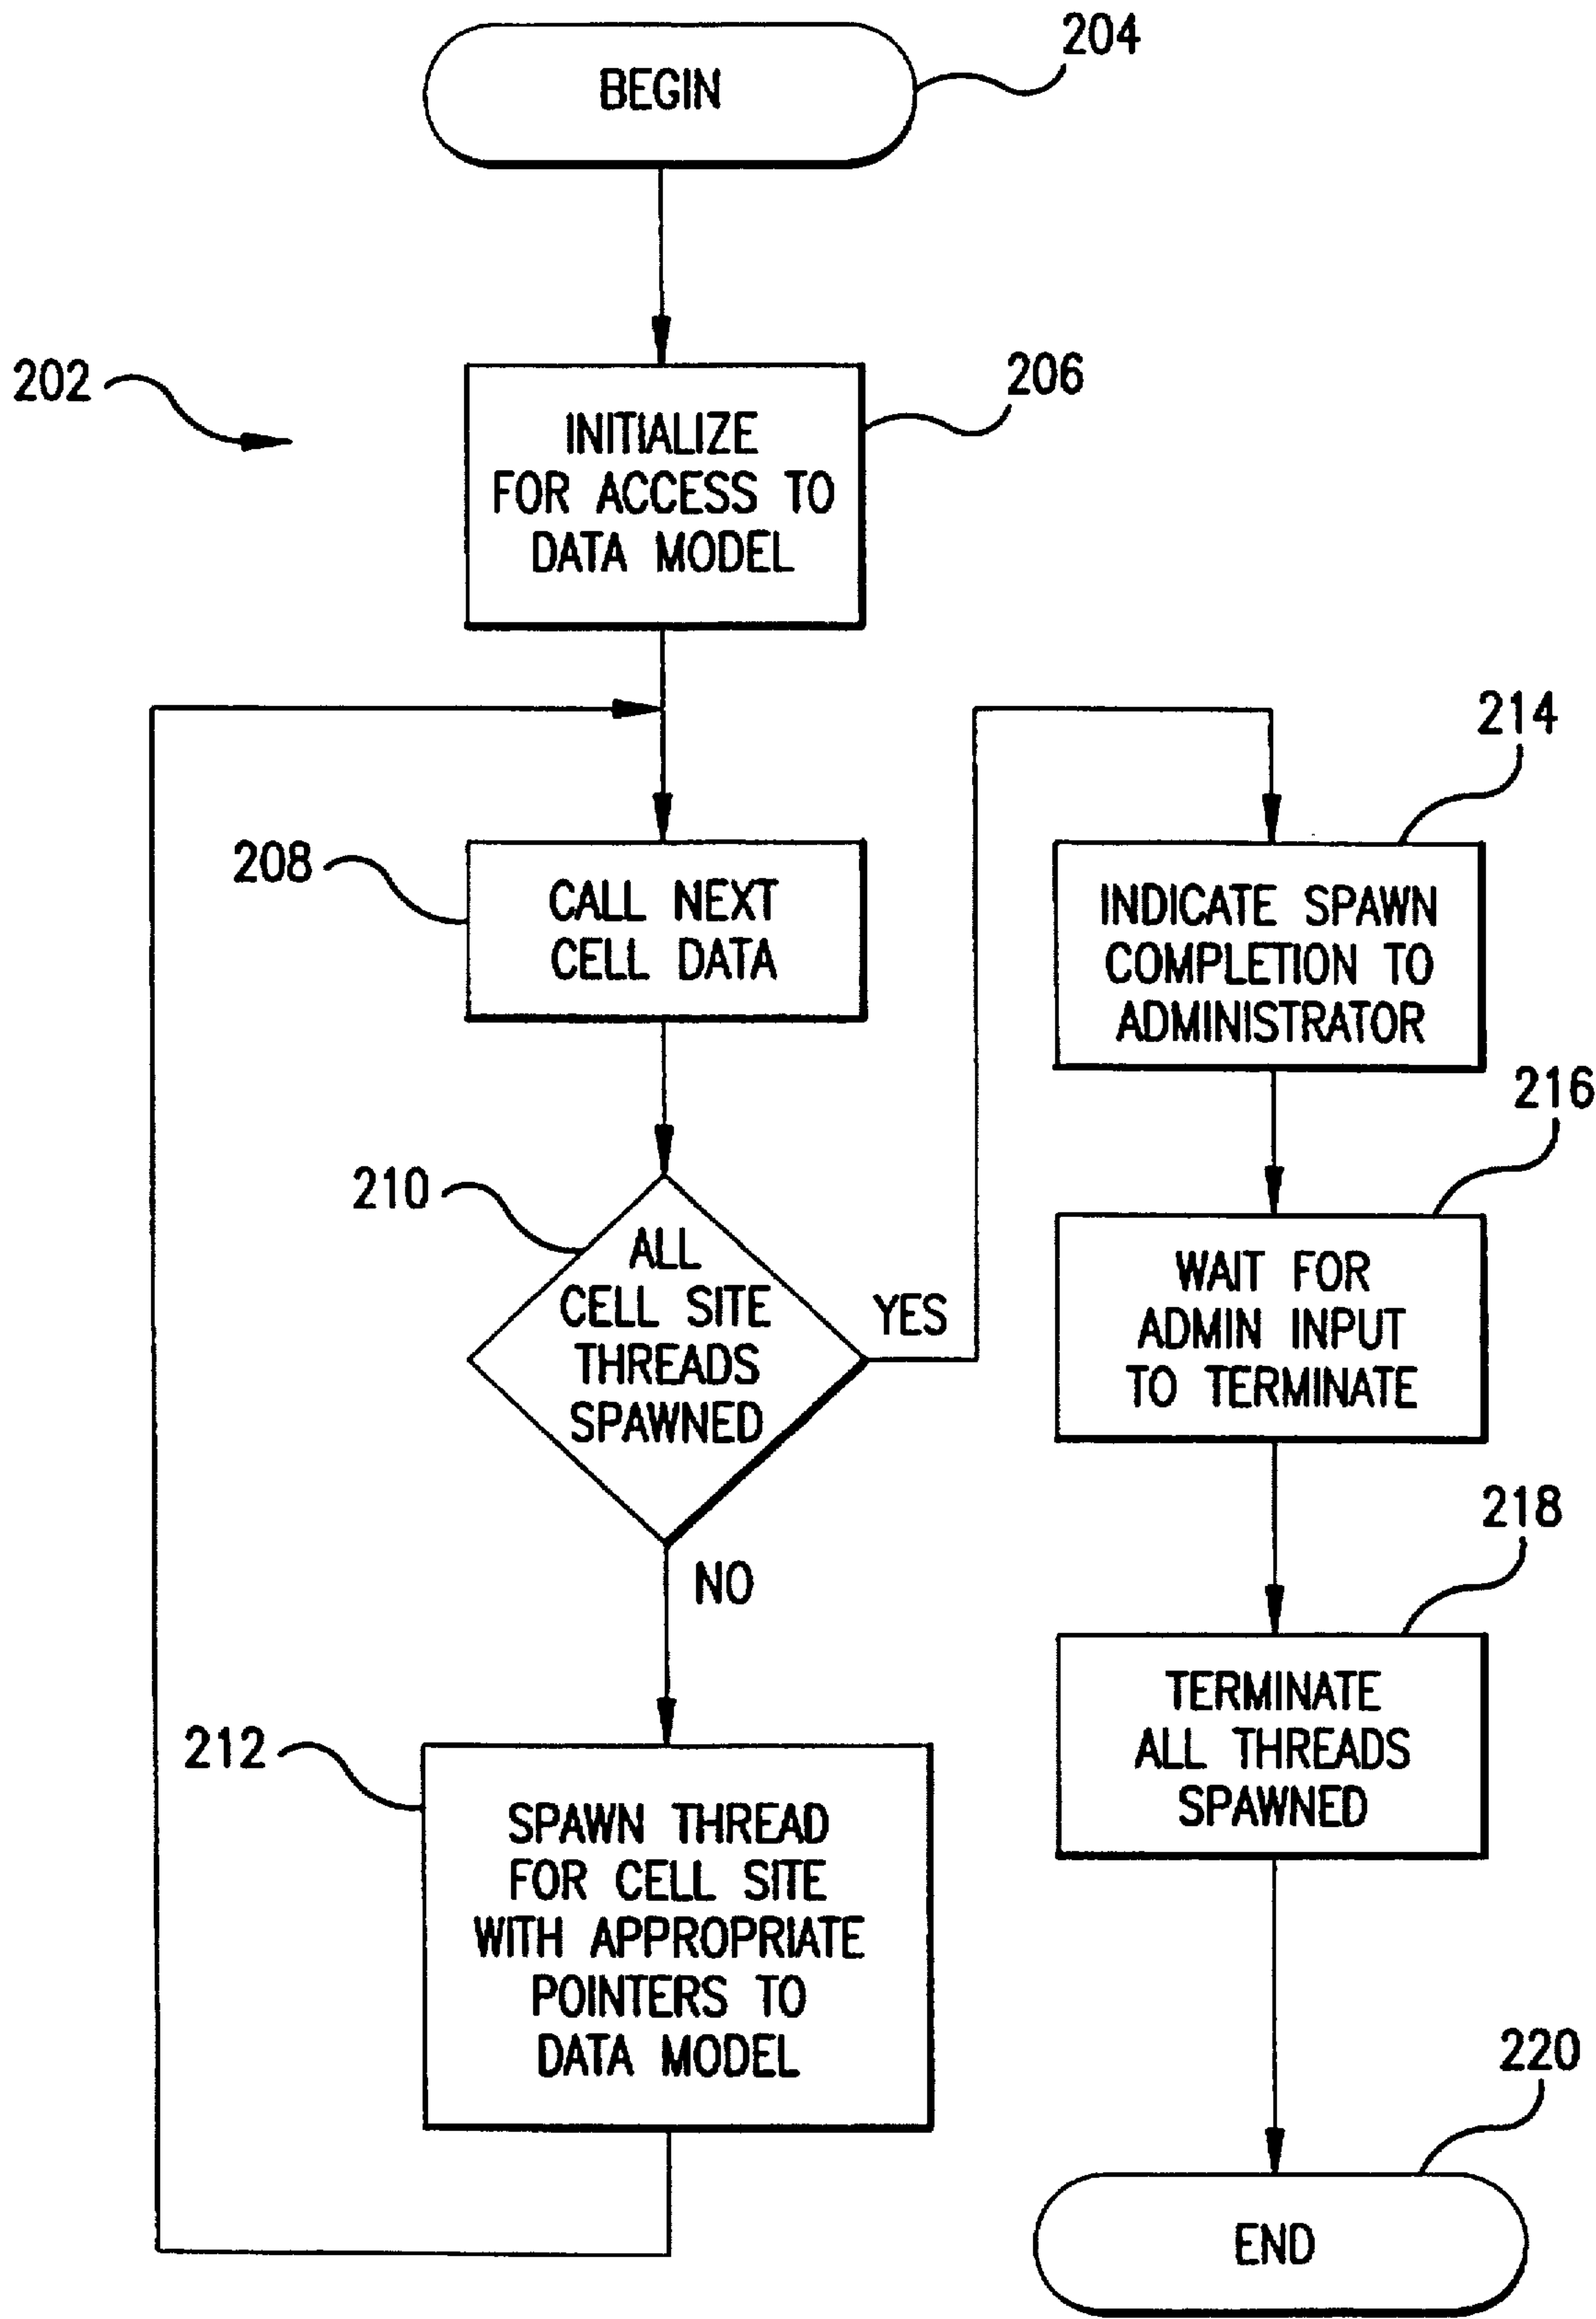 BEGIN
204
202
206
INITIALIZE
FOR ACCESS TO
DATA MODEL
208
CALL NEXT
CELL DATA
210
ALL
CELL SITE
THREADS
SPAWNED
YES
NO
212
SPAWN THREAD
FOR CELL SITE
WITH APPROPRIATE
POINTERS TO
DATA MODEL
214
INDICATE SPAWN
COMPLETION TO
ADMINISTRATOR
216
WAIT FOR
ADMIN INPUT
TO TERMINATE
218
TERMINATE
ALL THREADS
SPAWNED
220
END